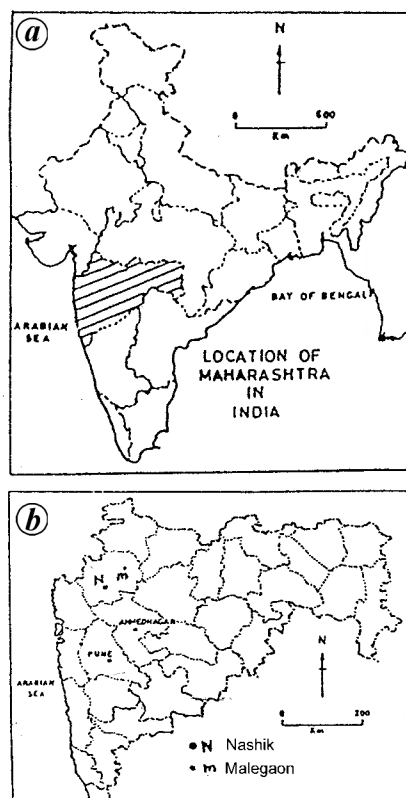 a
N
0 600
Km
ARABIAN
SEA
BAY OF BENGAL
LOCATION OF
MAHARASHTRA
IN
INDIA
b
N m
AHMEDNAGAR
PUNE
ARABIAN
SEA
N
0 200
Km
N Nashik
m Malegaon